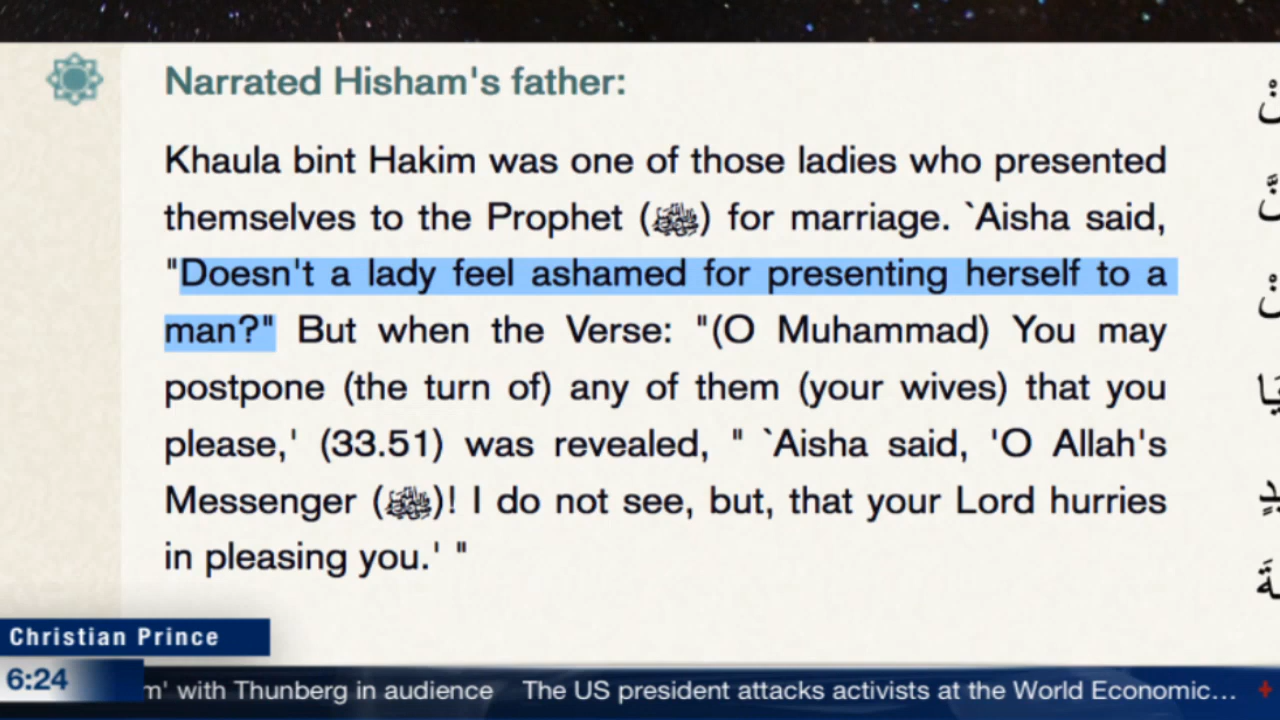 Narrated Hisham's father:
Khaula bint Hakim was one of those ladies who presented
themselves to the Prophet (ﷺ) for marriage. `Aisha said,
"Doesn't a lady feel ashamed for presenting herself to a
man?" But when the Verse: "(O Muhammad) You may
postpone (the turn of) any of them (your wives) that you
please,' (33.51) was revealed, " `Aisha said, 'O Allah's
Messenger (ﷺ)! I do not see, but, that your Lord hurries
in pleasing you.' "
Christian Prince
6:24
m' with Thunberg in audience The US president attacks activists at the World Economic...